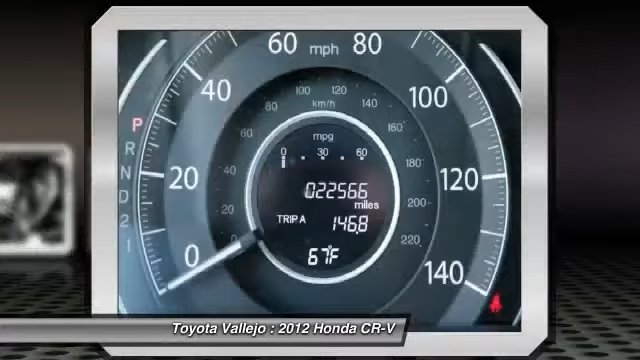 60 mph 80
40 100
20 120
0 140
80 100 120 140
km/h
60 160
40 180
20 200
0 220
P
R
N
D
2
1
mpg
0 30 60
022566
miles
TRIP A 146.8
67°F
Toyota Vallejo : 2012 Honda CR-V